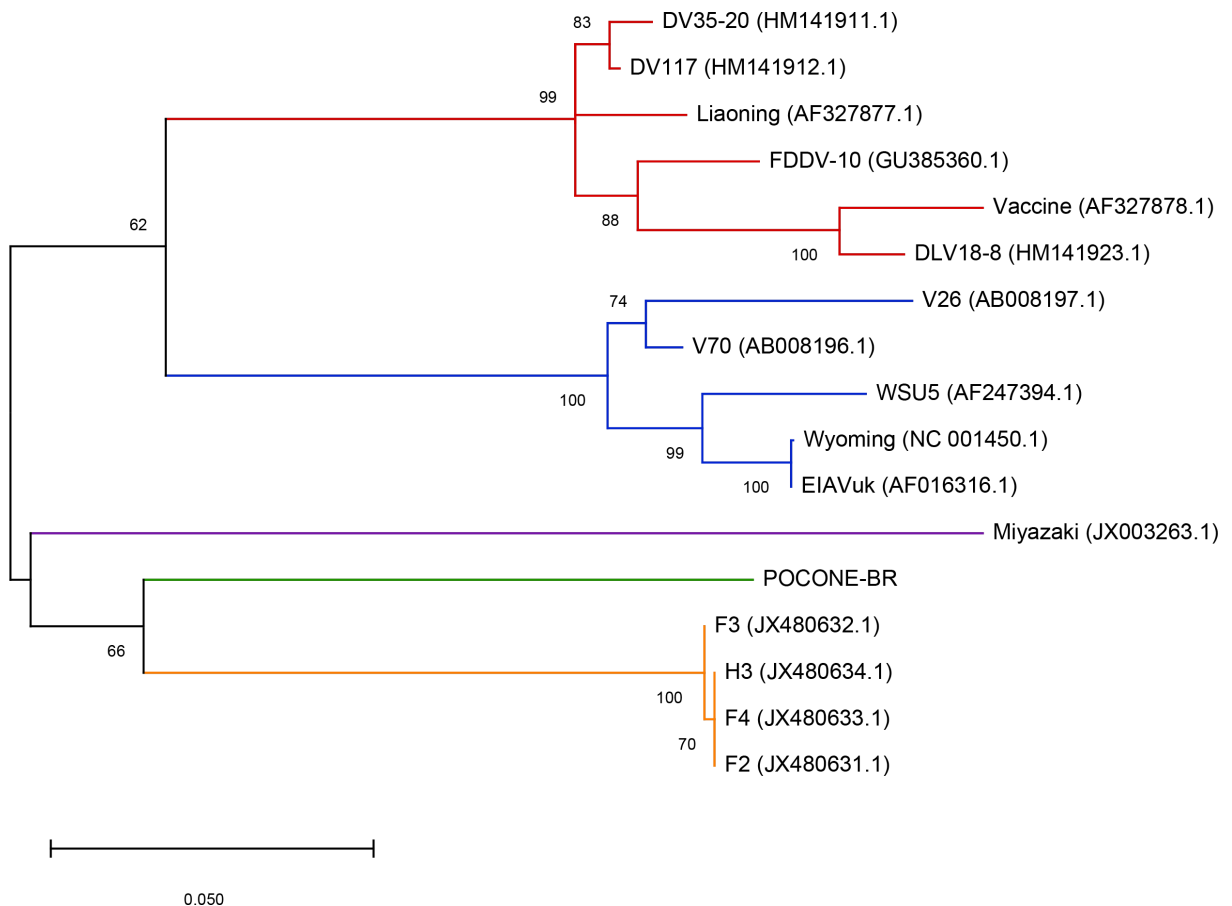 83
DV35-20 (HM141911.1)
DV117 (HM141912.1)
99
Liaoning (AF327877.1)
FDDV-10 (GU385360.1)
88
Vaccine (AF327878.1)
62
100
DLV18-8 (HM141923.1)
74
V26 (AB008197.1)
V70 (AB008196.1)
100
WSU5 (AF247394.1)
99
Wyoming (NC 001450.1)
100
EIAVuk (AF016316.1)
Miyazaki (JX003263.1)
POCONE-BR
66
F3 (JX480632.1)
H3 (JX480634.1)
100
F4 (JX480633.1)
70
F2 (JX480631.1)
0.050